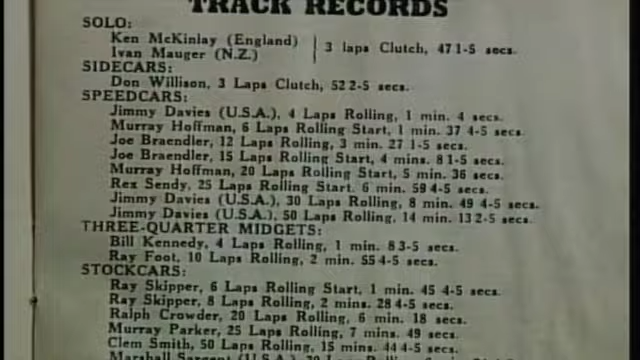 TRACK RECORDS
SOLO:
Ken McKinlay (England)
Ivan Mauger (N.Z.)
3 laps Clutch, 47 1-5 secs.
SIDECARS:
Don Willison, 3 Laps Clutch, 52 2-5 secs.
SPEEDCARS:
Jimmy Davies (U.S.A.), 4 Laps Rolling, 1 min. 4 secs.
Murray Hoffman, 6 Laps Rolling Start, 1 min. 37 4-5 secs.
Joe Braendler, 12 Laps Rolling, 3 min. 27 1-5 secs.
Joe Braendler, 15 Laps Rolling Start, 4 mins. 8 1-5 secs.
Murray Hoffman, 20 Laps Rolling Start, 5 min. 36 secs.
Rex Sendy, 25 Laps Rolling Start. 6 min. 59 4-5 secs.
Jimmy Davies (U.S.A.), 30 Laps Rolling, 8 min. 49 4-5 secs.
Jimmy Davies (U.S.A.), 50 Laps Rolling, 14 min. 13 2-5 secs.
THREE-QUARTER MIDGETS:
Bill Kennedy, 4 Laps Rolling, 1 min. 8 3-5 secs.
Ray Foot, 10 Laps Rolling, 2 min. 55 4-5 secs.
STOCKCARS:
Ray Skipper, 6 Laps Rolling Start, 1 min. 45 4-5 secs.
Ray Skipper, 8 Laps Rolling, 2 mins. 28 4-5 secs.
Ralph Crowder, 20 Laps Rolling, 6 min. 18 secs.
Murray Parker, 25 Laps Rolling, 7 mins. 49 secs.
Clem Smith, 50 Laps Rolling, 15 mins. 44 4-5 secs.
Marshall Sargent (U.S.A.)